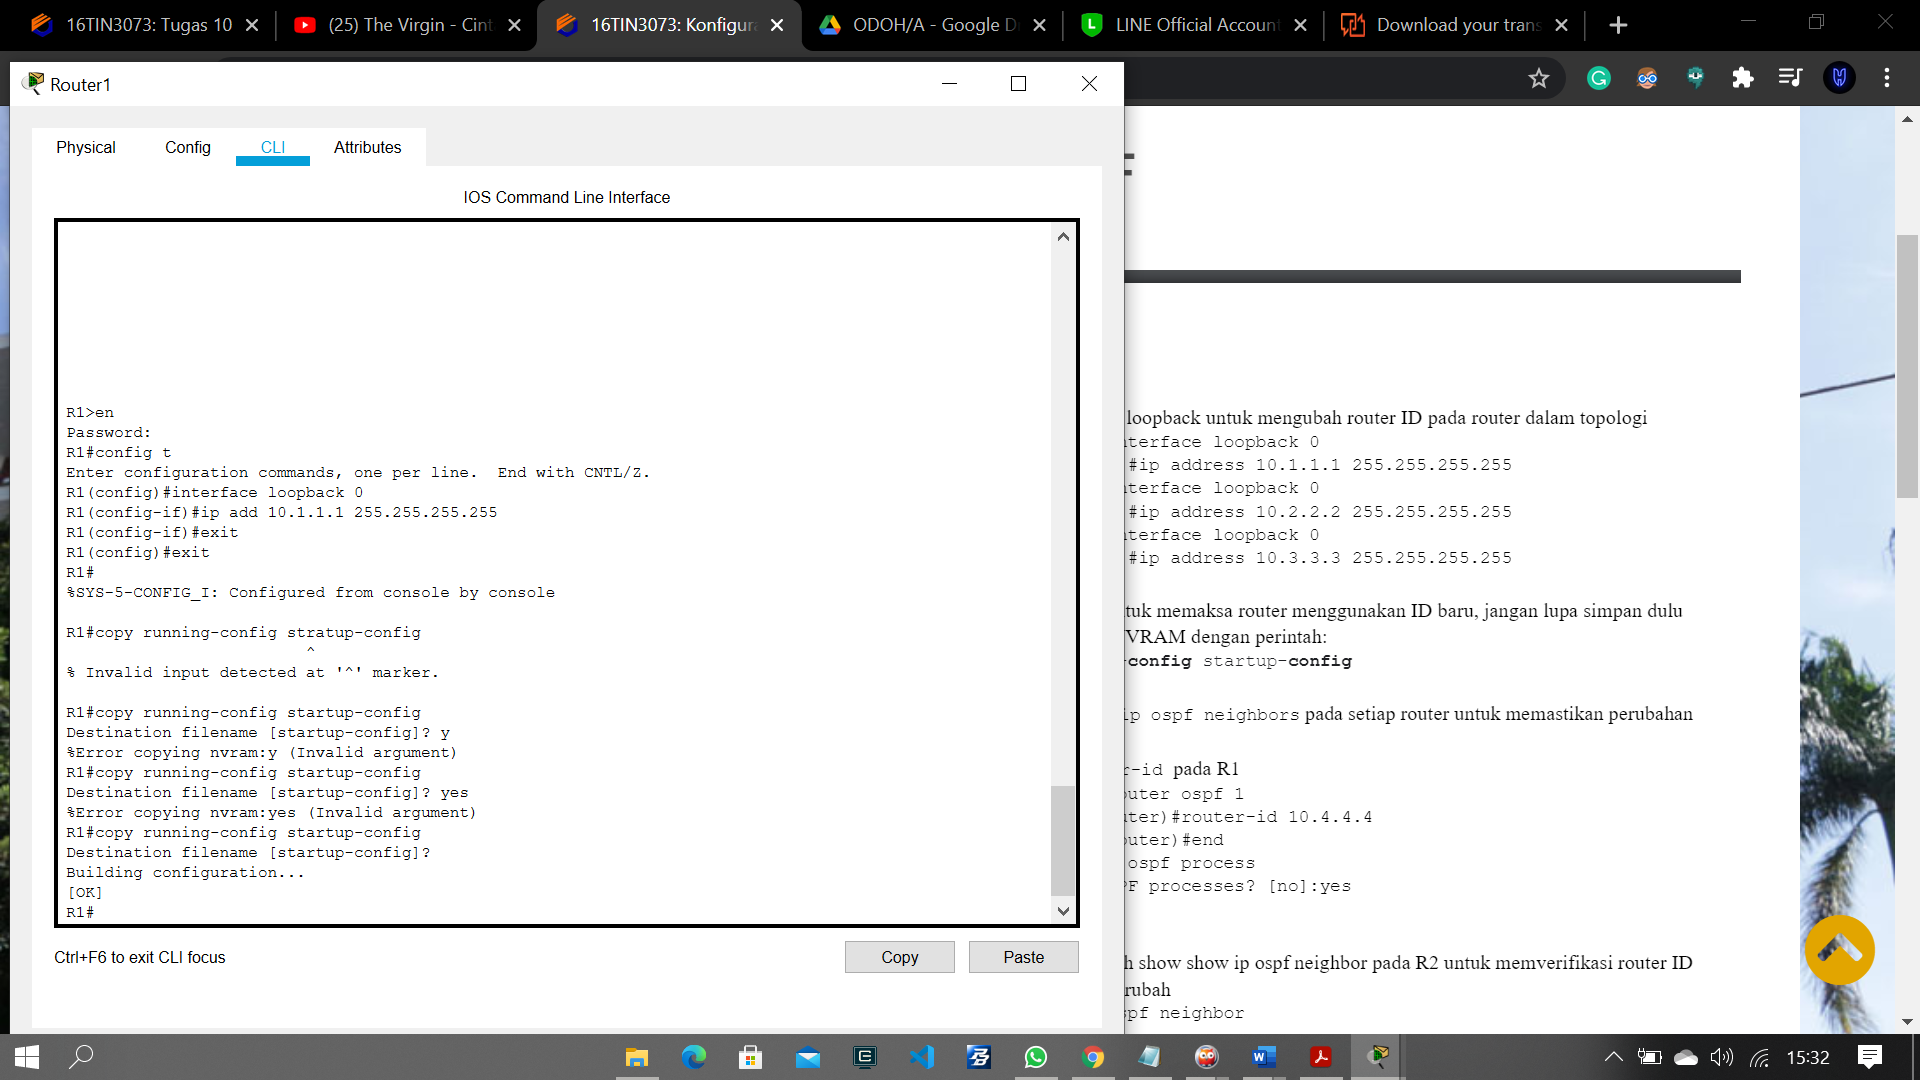 16TIN3073: Tugas 10
(25) The Virgin - Cint
16TIN3073: Konfigura
ODOH/A - Google D
LINE Official Account
Download your trans
Router1
Physical
Config
CLI
Attributes
IOS Command Line Interface
R1>en
Password:
R1#config t
Enter configuration commands, one per line.  End with CNTL/Z.
R1(config)#interface loopback 0
R1(config-if)#ip add 10.1.1.1 255.255.255.255
R1(config-if)#exit
R1(config)#exit
R1#
%SYS-5-CONFIG_I: Configured from console by console
R1#copy running-config stratup-config
^
% Invalid input detected at '^' marker.
R1#copy running-config startup-config
Destination filename [startup-config]? y
%Error copying nvram:y (Invalid argument)
R1#copy running-config startup-config
Destination filename [startup-config]? yes
%Error copying nvram:yes (Invalid argument)
R1#copy running-config startup-config
Destination filename [startup-config]?
Building configuration...
[OK]
R1#
Ctrl+F6 to exit CLI focus
Copy
Paste
loopback untuk mengubah router ID pada router dalam topologi
nterface loopback 0
#ip address 10.1.1.1 255.255.255.255
nterface loopback 0
#ip address 10.2.2.2 255.255.255.255
nterface loopback 0
#ip address 10.3.3.3 255.255.255.255
tuk memaksa router menggunakan ID baru, jangan lupa simpan dulu
VRAM dengan perintah:
-config startup-config
ip ospf neighbors pada setiap router untuk memastikan perubahan
r-id pada R1
outer ospf 1
uter)#router-id 10.4.4.4
outer)#end
ospf process
PF processes? [no]:yes
h show show ip ospf neighbor pada R2 untuk memverifikasi router ID
rubah
spf neighbor
15:32